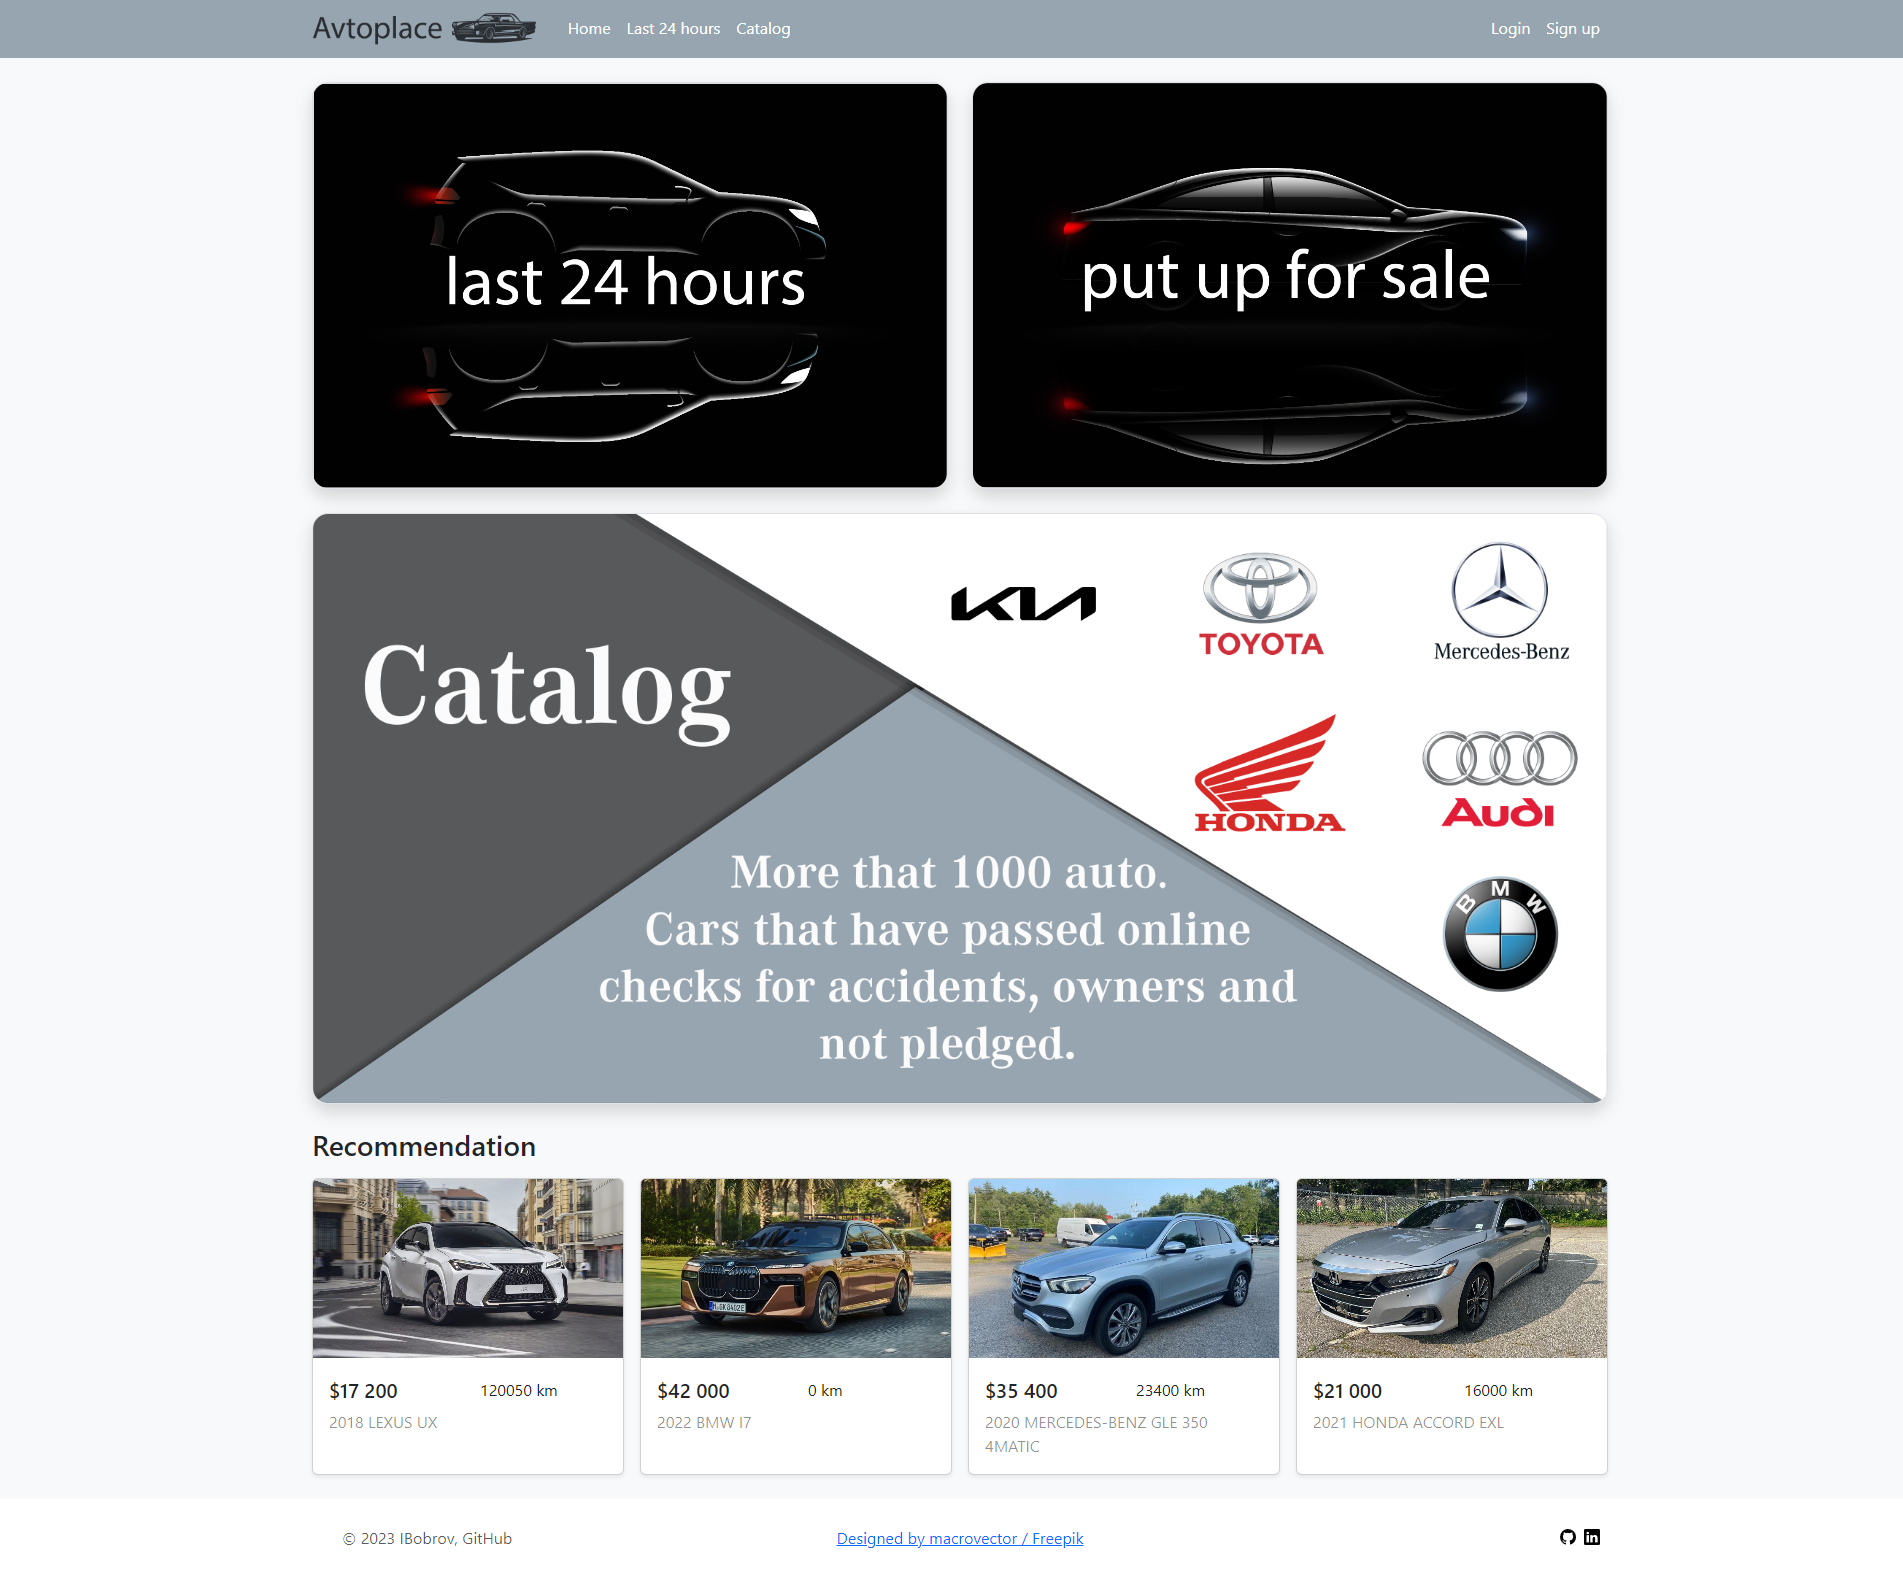 Avtoplace
Home Last 24 hours Catalog
Login Sign up
last 24 hours
put up for sale
Catalog
KIA
TOYOTA
Mercedes-Benz
HONDA
Audi
BMW
More that 1000 auto.
Cars that have passed online
checks for accidents, owners and
not pledged.
Recommendation
$17 200 120050 km
2018 LEXUS UX
$42 000 0 km
2022 BMW I7
$35 400 23400 km
2020 MERCEDES-BENZ GLE 350
4MATIC
$21 000 16000 km
2021 HONDA ACCORD EXL
© 2023 IBobrov, GitHub
Designed by macrovector / Freepik
in